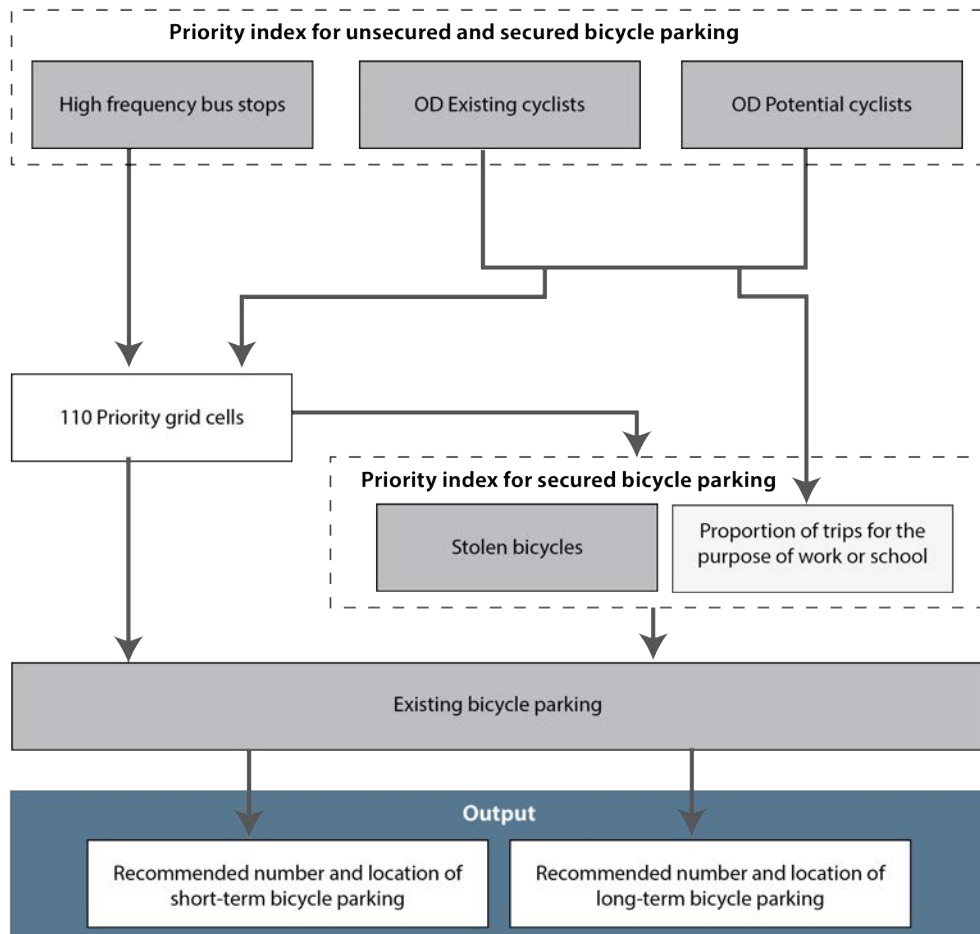 Priority index for unsecured and secured bicycle parking
High frequency bus stops
OD Existing cyclists
OD Potential cyclists
110 Priority grid cells
Priority index for secured bicycle parking
Stolen bicycles
Proportion of trips for the
purpose of work or school
Existing bicycle parking
Output
Recommended number and location of
short-term bicycle parking
Recommended number and location of
long-term bicycle parking